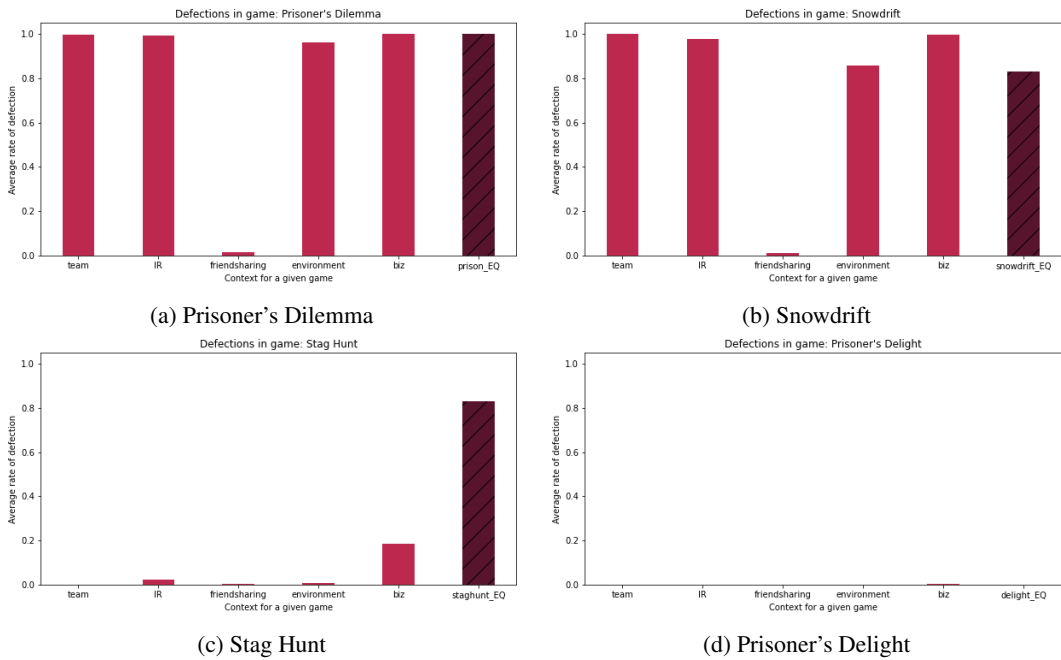 Defections in game: Prisoner's Dilemma
Average rate of defection
1.0
0.8
0.6
0.4
0.2
0.0
team IR friendsharing environment biz prison_EQ
Context for a given game
(a) Prisoner's Dilemma
Defections in game: Snowdrift
Average rate of defection
1.0
0.8
0.6
0.4
0.2
0.0
team IR friendsharing environment biz snowdrift_EQ
Context for a given game
(b) Snowdrift
Defections in game: Stag Hunt
Average rate of defection
1.0
0.8
0.6
0.4
0.2
0.0
team IR friendsharing environment biz staghunt_EQ
Context for a given game
(c) Stag Hunt
Defections in game: Prisoner's Delight
Average rate of defection
1.0
0.8
0.6
0.4
0.2
0.0
team IR friendsharing environment biz delight_EQ
Context for a given game
(d) Prisoner's Delight